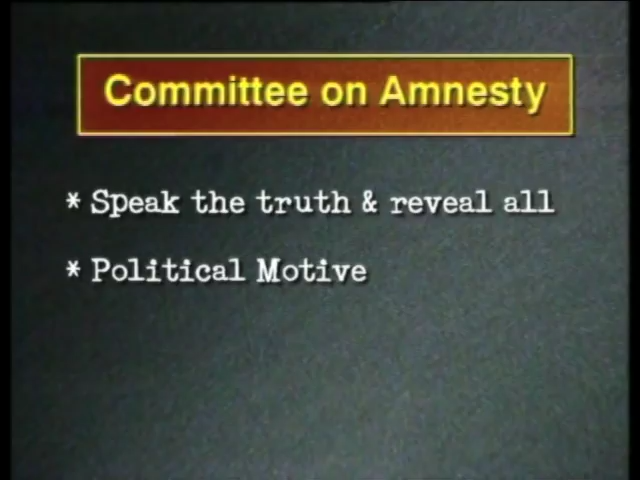 Committee on Amnesty
* Speak the truth & reveal all
* Political Motive